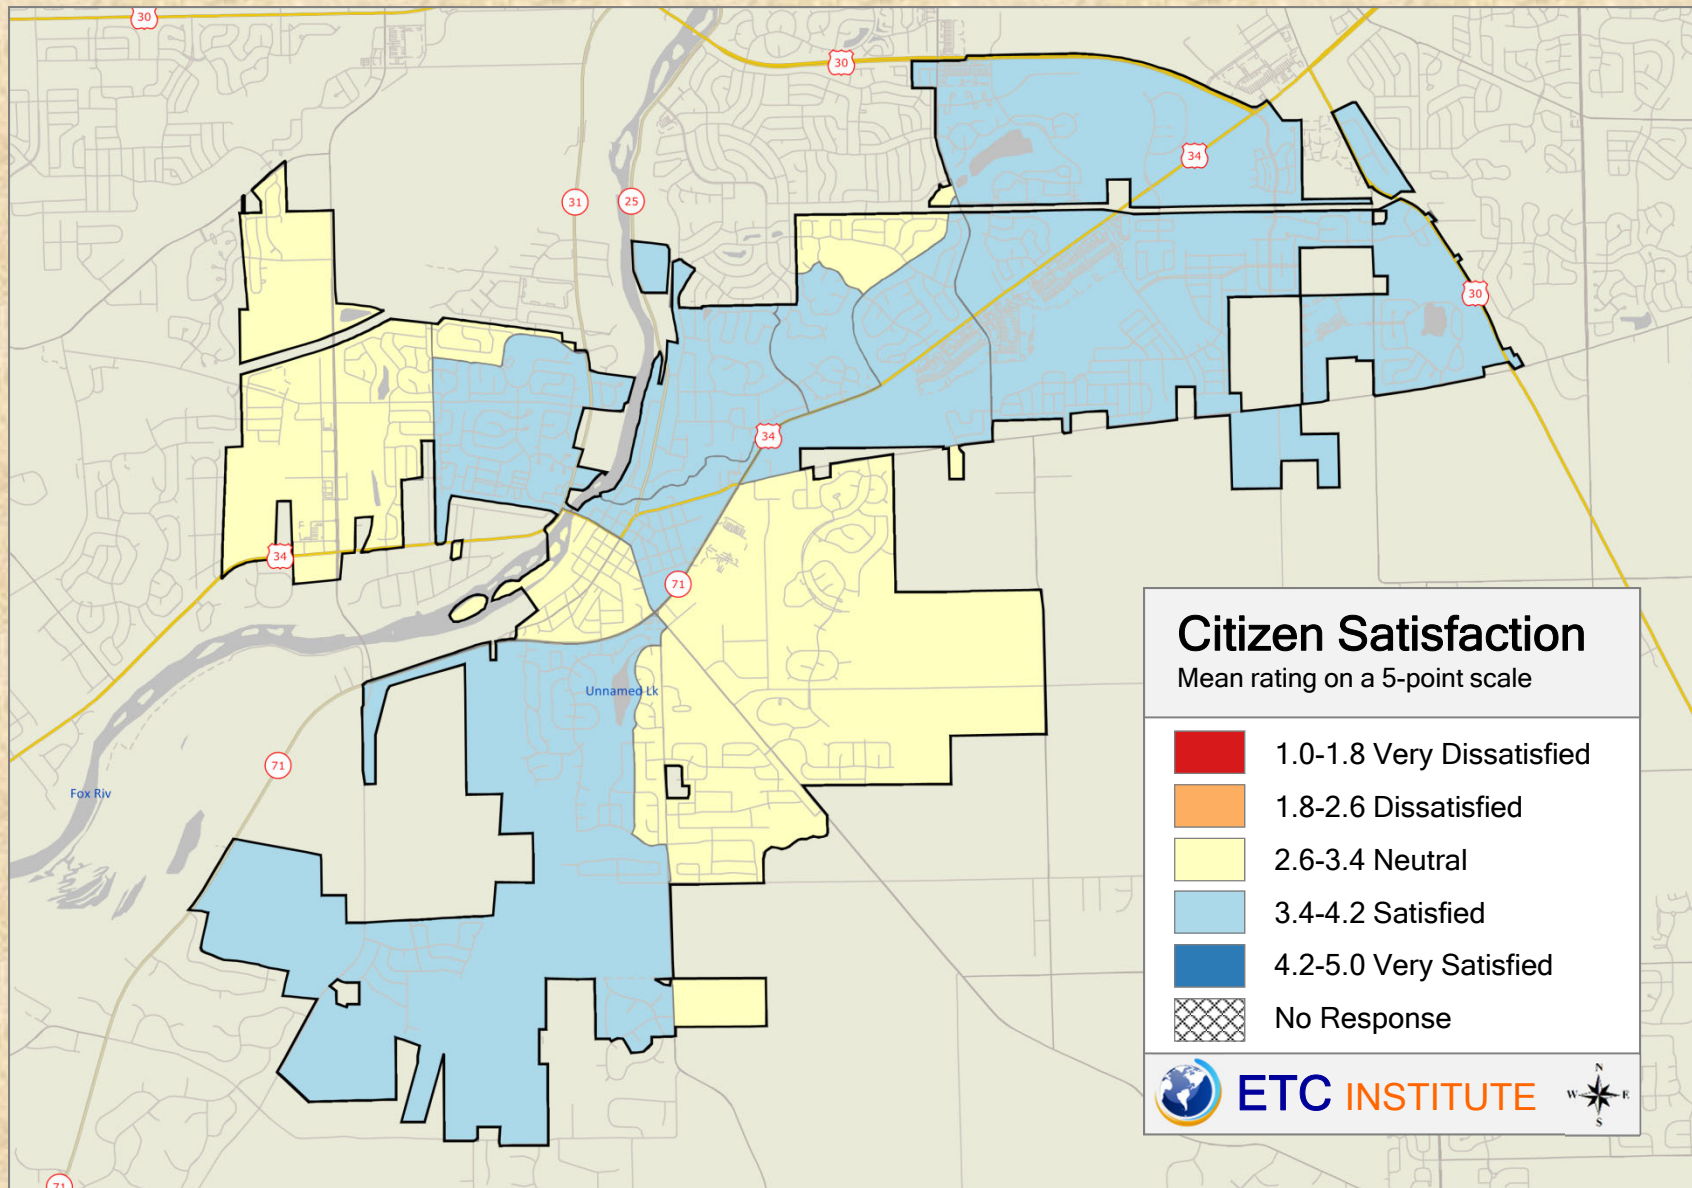 30
30
34
31
25
30
34
34
71
Unnamed Lk
71
Fox Riv
71
Citizen Satisfaction
Mean rating on a 5-point scale
1.0-1.8 Very Dissatisfied
1.8-2.6 Dissatisfied
2.6-3.4 Neutral
3.4-4.2 Satisfied
4.2-5.0 Very Satisfied
No Response
ETC INSTITUTE
N
W E
S